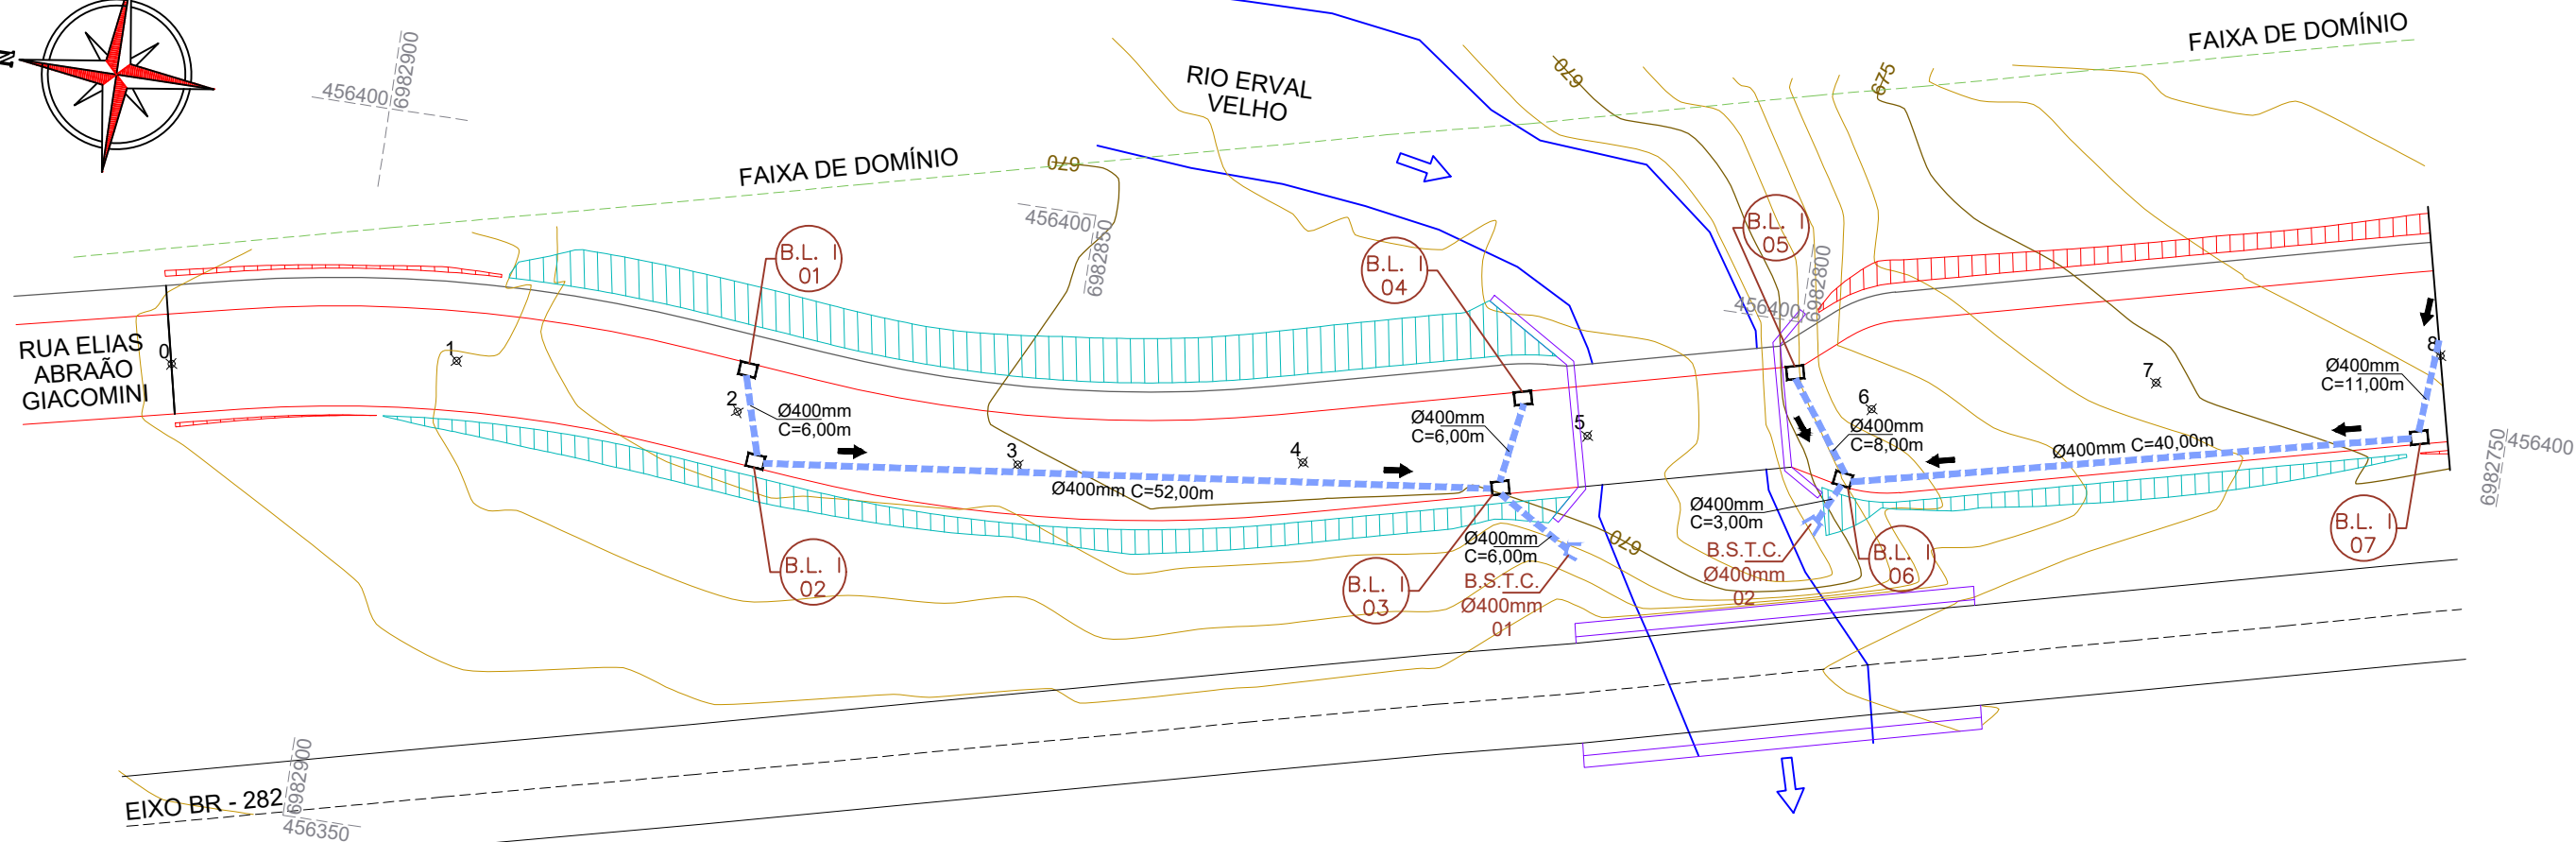 N
456400
6982900
FAIXA DE DOMÍNIO
RIO ERVAL
VELHO
670
675
FAIXA DE DOMÍNIO
670
456400
6982850
B.L. I
01
B.L. I
04
B.L. I
05
456400
6982800
RUA ELIAS
ABRAÃO
GIACOMINI
0
1
2
3
4
5
6
7
8
Ø400mm
C=6,00m
Ø400mm C=52,00m
Ø400mm
C=6,00m
Ø400mm
C=8,00m
Ø400mm C=40,00m
Ø400mm
C=11,00m
6982750
456400
Ø400mm
C=6,00m
Ø400mm
C=3,00m
670
B.L. I
02
B.L. I
03
B.S.T.C.
Ø400mm
01
B.S.T.C.
Ø400mm
02
B.L. I
06
B.L. I
07
EIXO BR - 282
6982900
456350